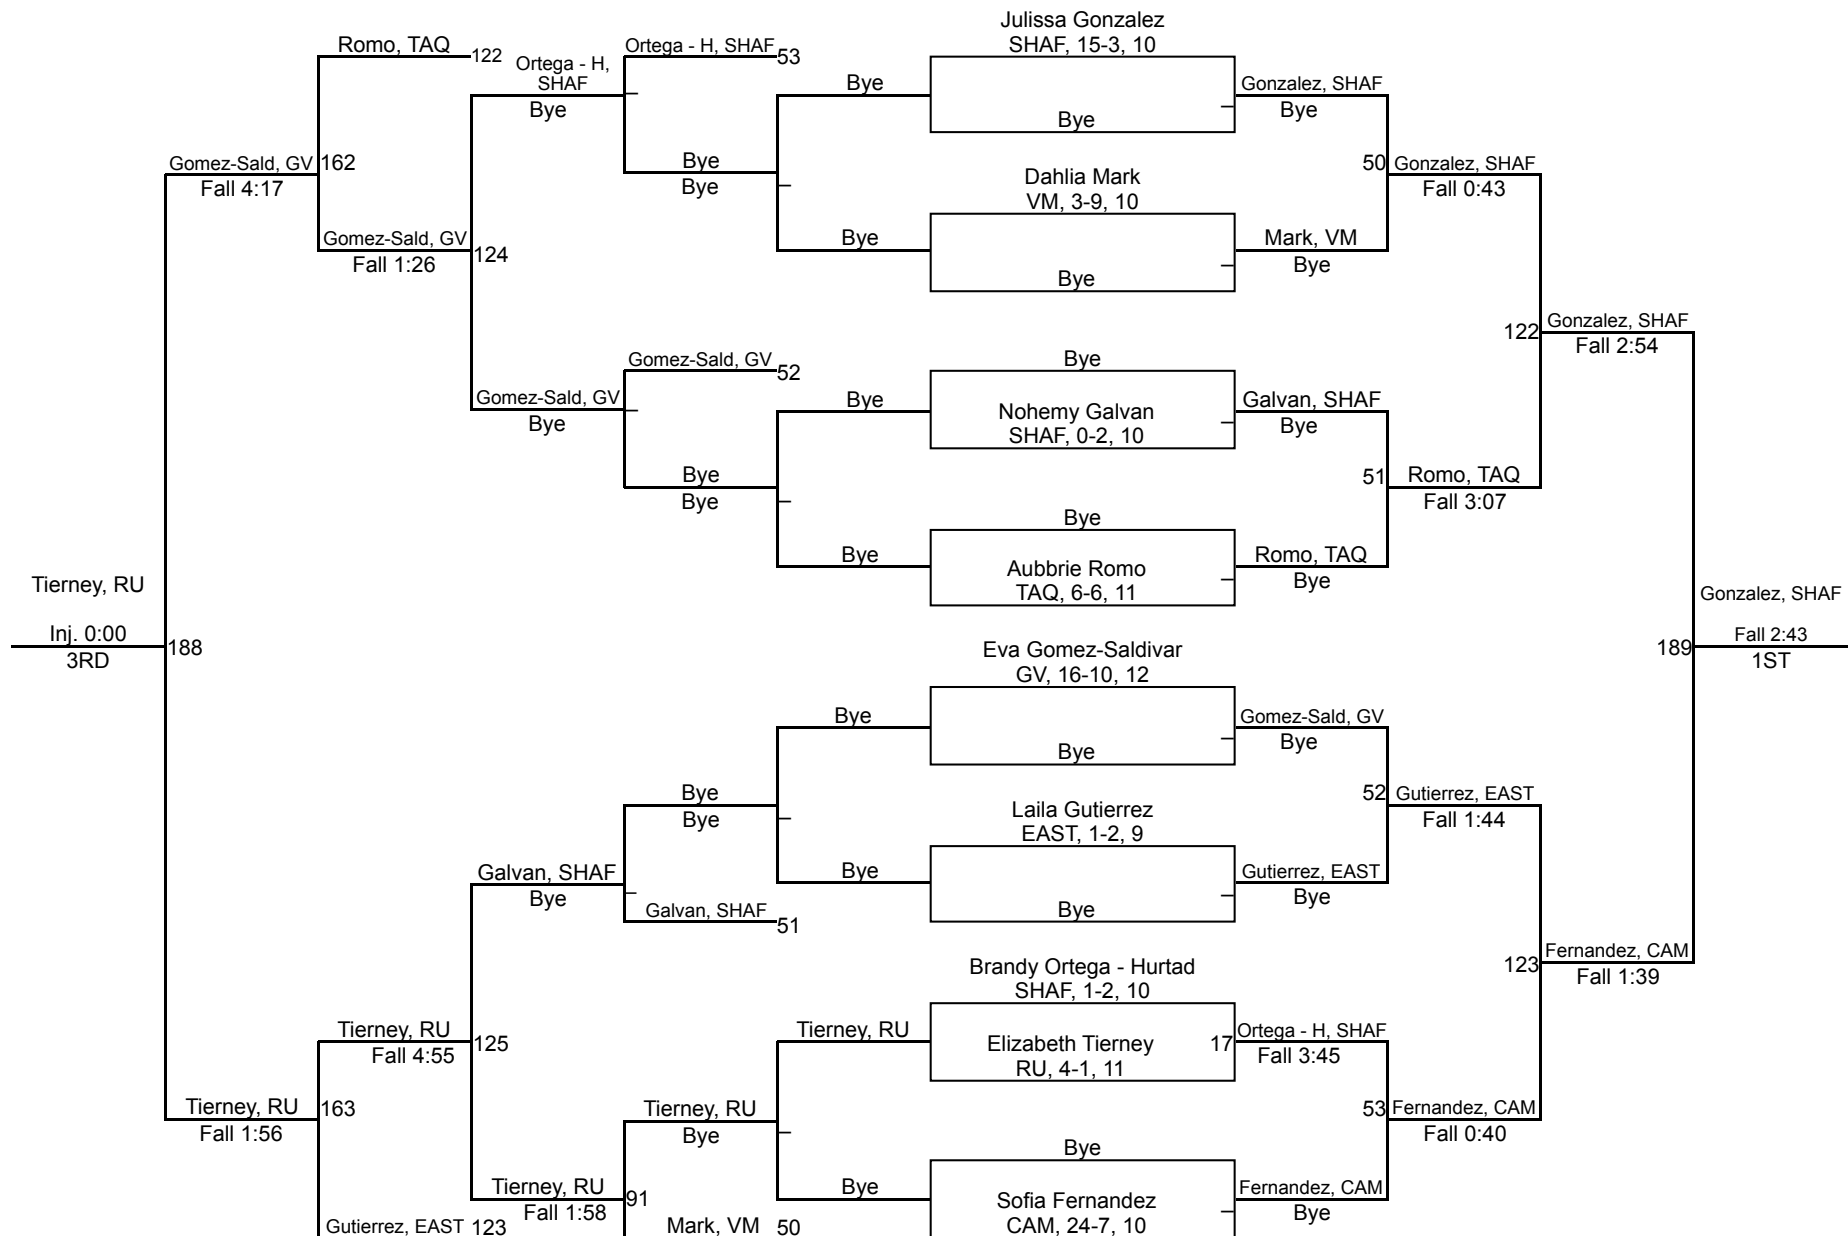 Julissa Gonzalez
Romo, TAQ
122
Ortega - H,
SHAF
Bye
Ortega - H, SHAF
53
SHAF, 15-3, 10
Bye
Bye
Gonzalez, SHAF
Bye
Gomez-Sald, GV
162
Fall 4:17
Bye
Bye
Dahlia Mark
VM, 3-9, 10
50
Gonzalez, SHAF
Fall 0:43
Gomez-Sald, GV
124
Fall 1:26
Bye
Bye
Mark, VM
Bye
122
Gonzalez, SHAF
Fall 2:54
Gomez-Sald, GV
52
Bye
Gomez-Sald, GV
Bye
Bye
Nohemy Galvan
SHAF, 0-2, 10
Galvan, SHAF
Bye
Bye
Bye
51
Romo, TAQ
Fall 3:07
Bye
Bye
Aubbrie Romo
TAQ, 6-6, 11
Romo, TAQ
Bye
Tierney, RU
Inj. 0:00
3RD
188
Gonzalez, SHAF
189
Fall 2:43
1ST
Eva Gomez-Saldivar
GV, 16-10, 12
Bye
Bye
Gomez-Sald, GV
Bye
Bye
Bye
Laila Gutierrez
EAST, 1-2, 9
52
Gutierrez, EAST
Fall 1:44
Galvan, SHAF
Bye
Bye
Gutierrez, EAST
Bye
Galvan, SHAF
51
Bye
Brandy Ortega - Hurtad
SHAF, 1-2, 10
123
Fernandez, CAM
Fall 1:39
Tierney, RU
125
Fall 4:55
Tierney, RU
Elizabeth Tierney
RU, 4-1, 11
17
Ortega - H, SHAF
Fall 3:45
Tierney, RU
163
Fall 1:56
Tierney, RU
Bye
53
Fernandez, CAM
Fall 0:40
Bye
Tierney, RU
91
Fall 1:58
Bye
Sofia Fernandez
CAM, 24-7, 10
Fernandez, CAM
Bye
Gutierrez, EAST
123
Mark, VM
50